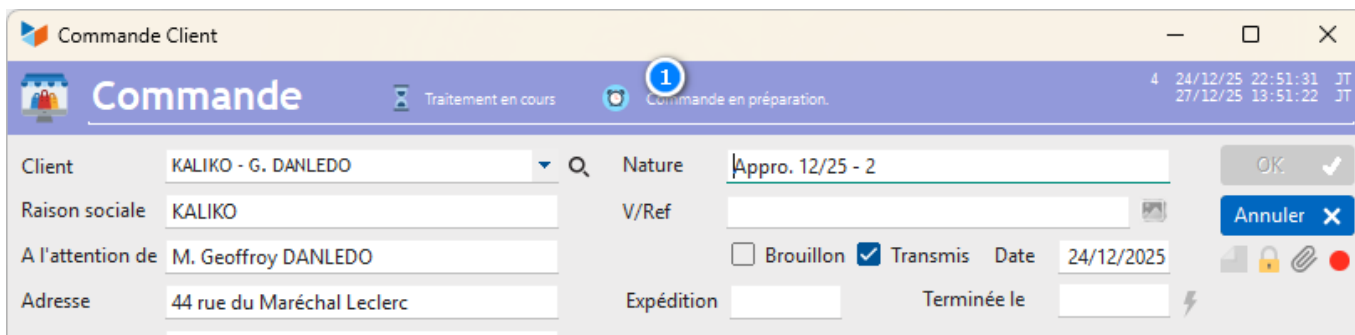 Commande Client
Commande Traitement en cours 1 Commande en préparation. 4 24/12/25 22:51:31 JT
27/12/25 13:51:22 JT
Client KALIKO - G. DANLEDO Nature Appro. 12/25 - 2 OK
Raison sociale KALIKO V/Ref Annuler
A l'attention de M. Geoffroy DANLEDO Brouillon Transmis Date 24/12/2025
Adresse 44 rue du Maréchal Leclerc Expédition Terminée le